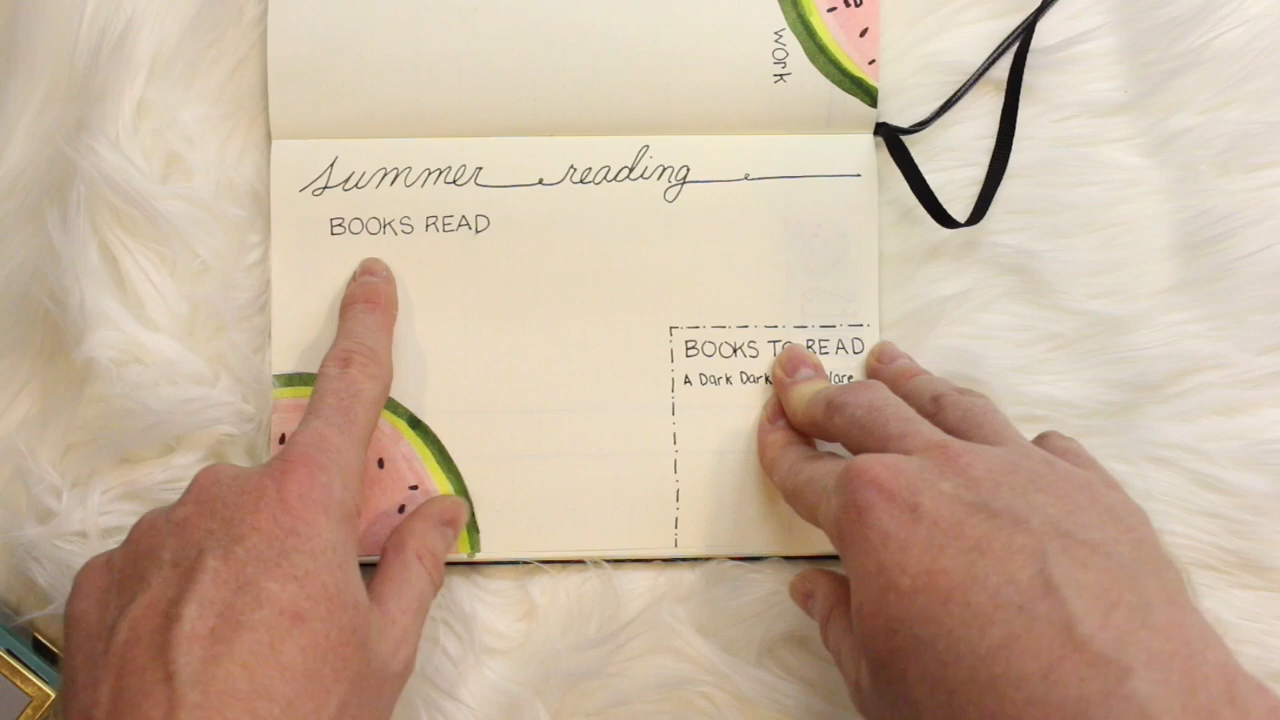 work
summer reading
BOOKS READ
BOOKS TO READ
A Dark Dark